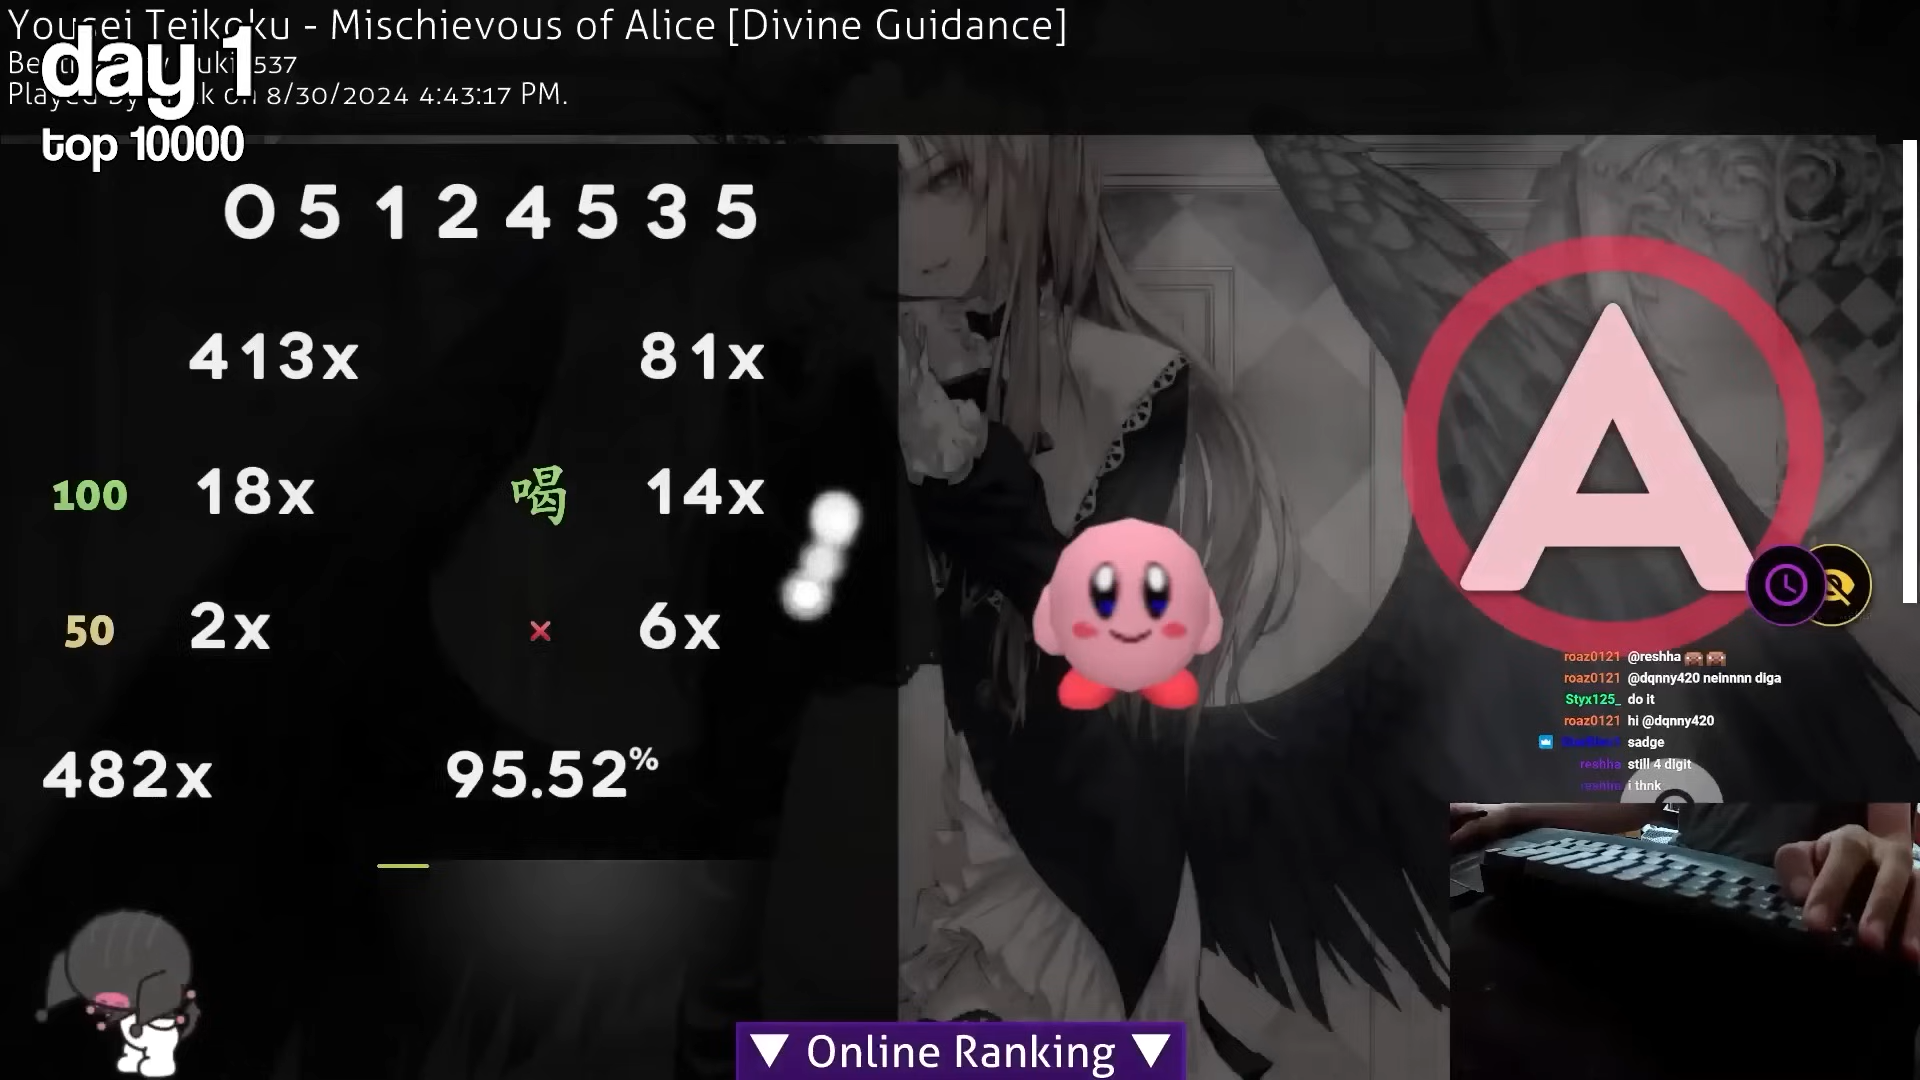 Yousei Teikoku - Mischievous of Alice [Divine Guidance]
day 1
537
on 8/30/2024 4:43:17 PM.
top 10000
05124535
413x 81x
100 18x 喝 14x
50 2x × 6x
482x 95.52%
A
roaz0121 @reshha
roaz0121 @dqnny420 neinnnn diga
Styx125_ do it
roaz0121 hi @dqnny420
sadge
reshha still 4 digit
i thnk
▼ Online Ranking ▼